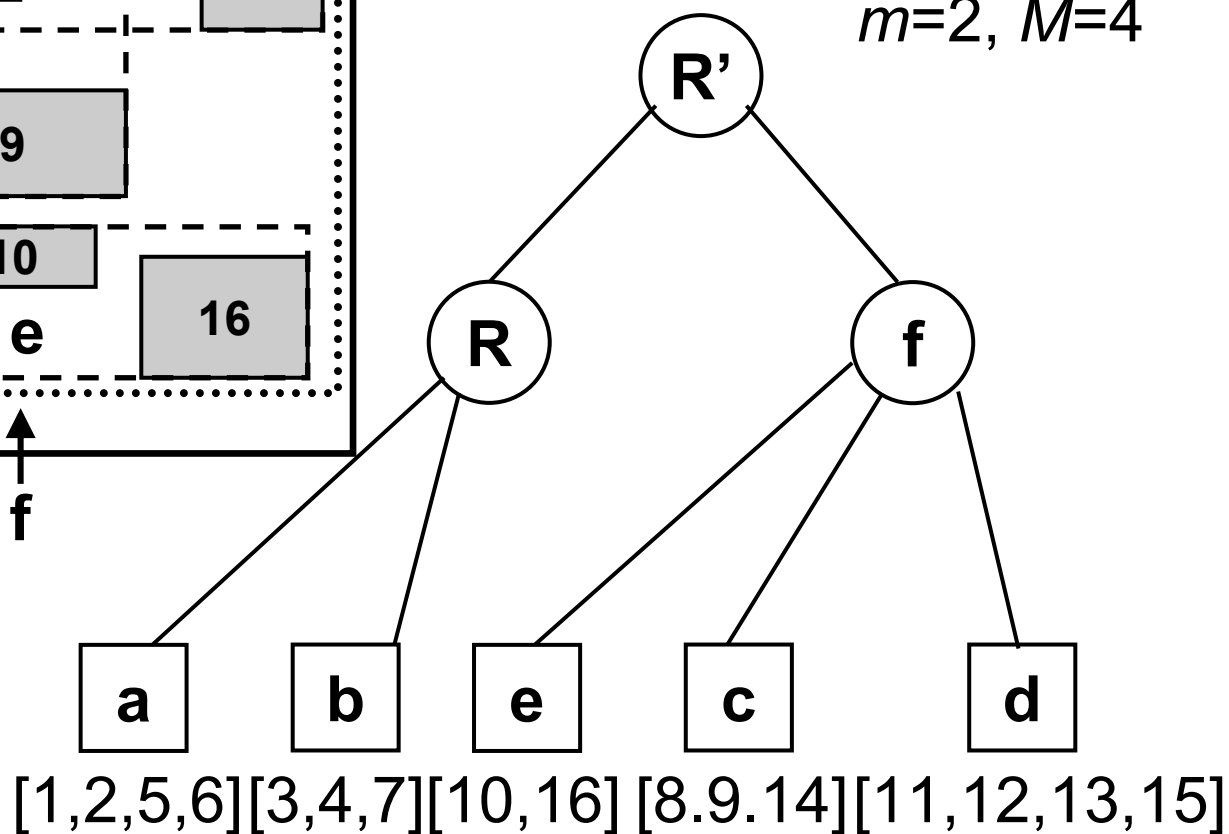 m=2, M=4
R’
9
10
16
e
R
f
f
a
b
e
c
d
[1,2,5,6][3,4,7][10,16] [8.9.14][11,12,13,15]